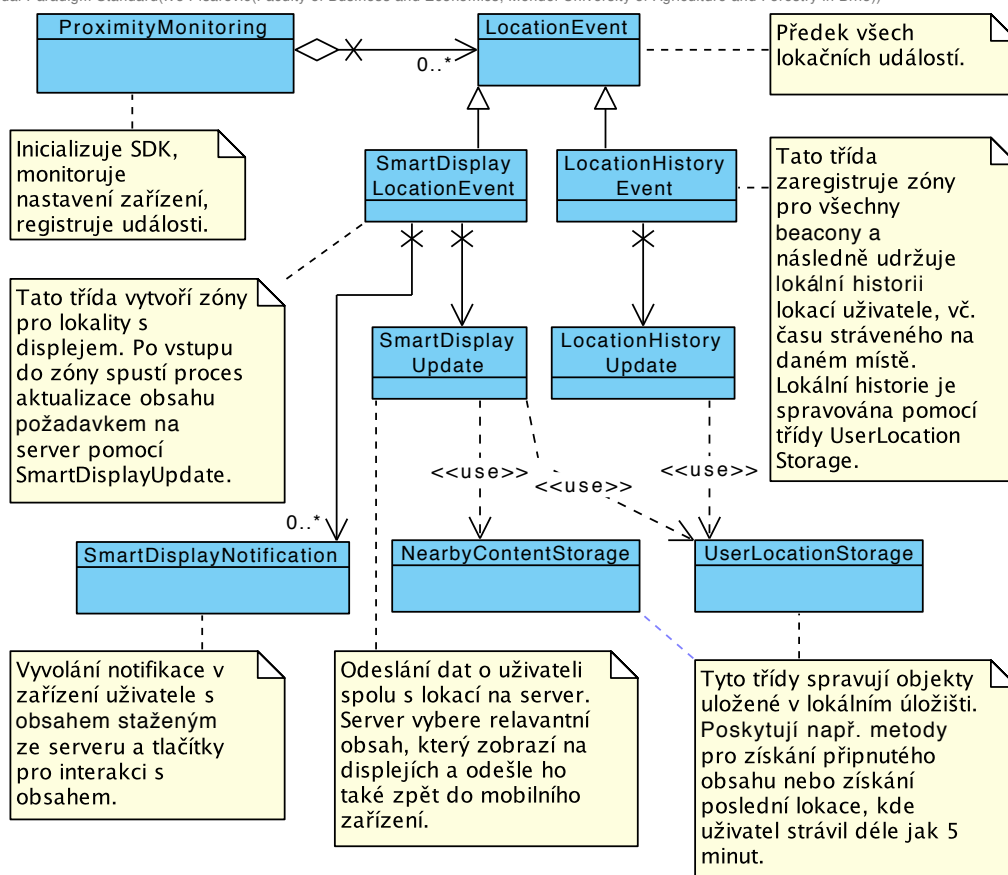 ProximityMonitoring
LocationEvent
0..*
Předek všech
lokačních událostí.
Inicializuje SDK,
monitoruje
nastavení zařízení,
registruje události.
SmartDisplay
LocationEvent
LocationHistory
Event
Tato třída
zaregistruje zóny
pro všechny
beacony a
následně udržuje
lokální historii
lokací uživatele, vč.
času stráveného na
daném místě.
Lokální historie je
spravována pomocí
třídy UserLocation
Storage.
Tato třída vytvoří zóny
pro lokality s
displejem. Po vstupu
do zóny spustí proces
aktualizace obsahu
požadavkem na
server pomocí
SmartDisplayUpdate.
SmartDisplay
Update
LocationHistory
Update
<<use>>
<<use>>
<<use>>
0..*
SmartDisplayNotification
NearbyContentStorage
UserLocationStorage
Vyvolání notifikace v
zařízení uživatele s
obsahem staženým
ze serveru a tlačítky
pro interakci s
obsahem.
Odeslání dat o uživateli
spolu s lokací na server.
Server vybere relavantní
obsah, který zobrazí na
displejích a odešle ho
také zpět do mobilního
zařízení.
Tyto třídy spravují objekty
uložené v lokálním úložišti.
Poskytují např. metody
pro získání připnutého
obsahu nebo získání
poslední lokace, kde
uživatel strávil déle jak 5
minut.